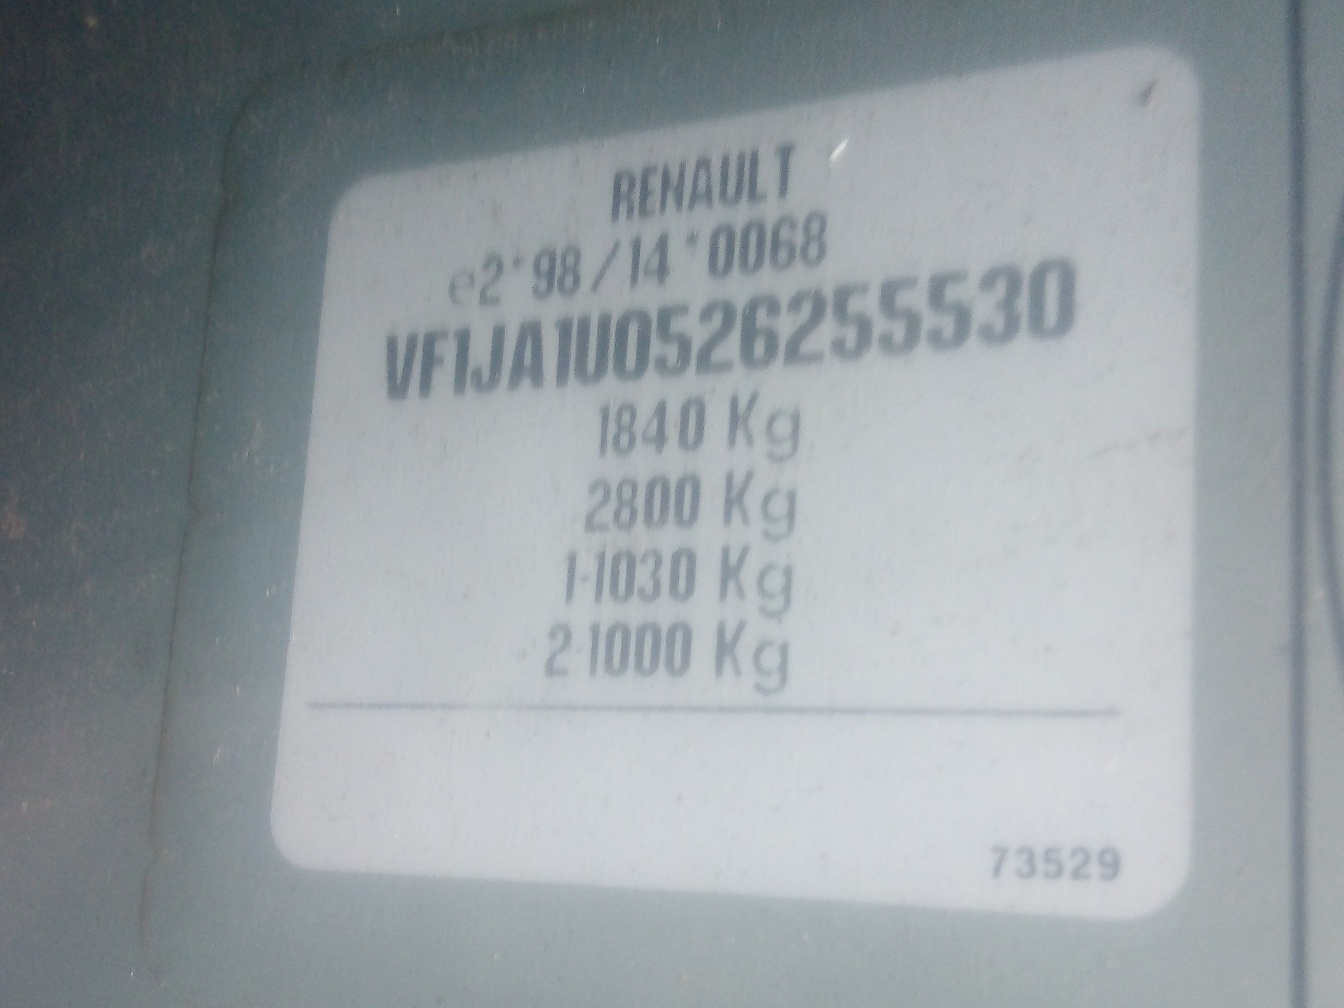 RENAULT
e2*98/14*0068
VF1JA1U0526255530
1840 Kg
2800 Kg
1-1030 Kg
2-1000 Kg
73529